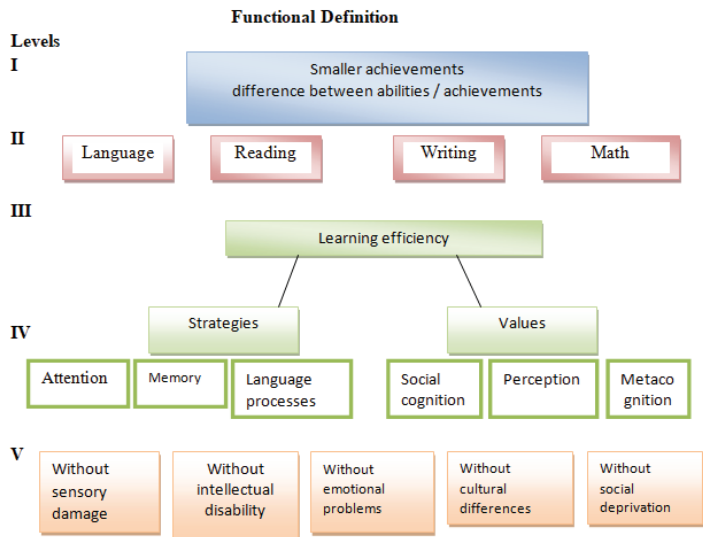 Functional Definition
Levels
I
Smaller achievements
difference between abilities / achievements
II
Language
Reading
Writing
Math
III
Learning efficiency
Strategies
Values
IV
Attention
Memory
Language
processes
Social
cognition
Perception
Metaco
gnition
V
Without
sensory
damage
Without
intellectual
disability
Without
emotional
problems
Without
cultural
differences
Without
social
deprivation